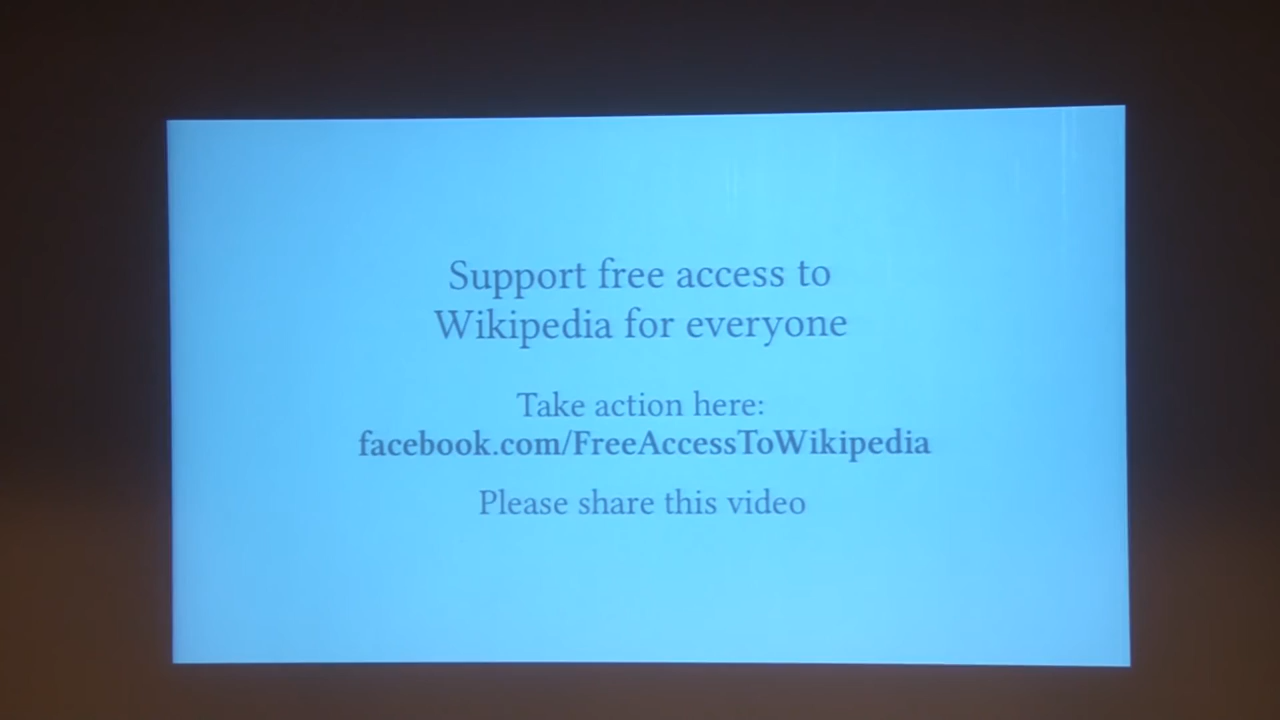 Support free access to
Wikipedia for everyone
Take action here:
facebook.com/FreeAccessToWikipedia
Please share this video